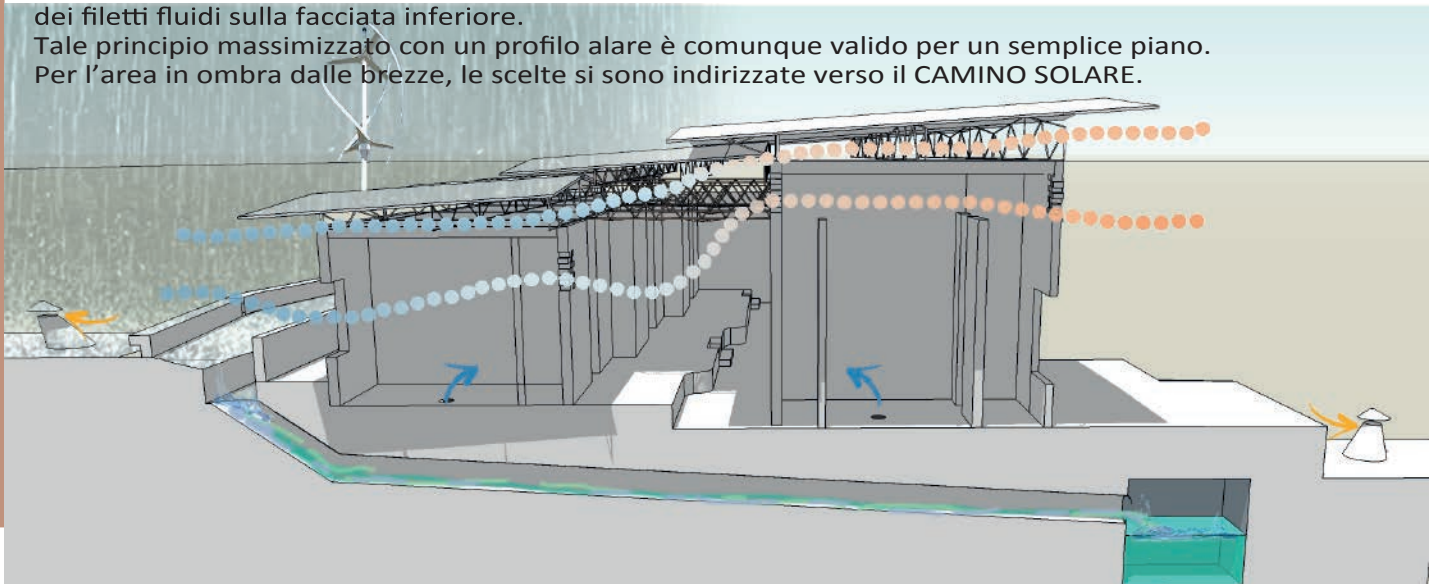 dei filetti fluidi sulla facciata inferiore.
Tale principio massimizzato con un profilo alare è comunque valido per un semplice piano.
Per l’area in ombra dalle brezze, le scelte si sono indirizzate verso il CAMINO SOLARE.